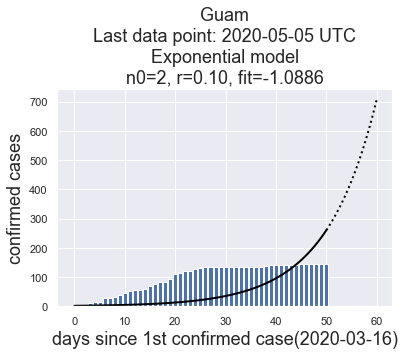 Guam
Last data point: 2020-05-05 UTC
Exponential model
n0=2, r=0.10, fit=-1.0886
700
600
500
400
300
200
100
0
confirmed cases
0 10 20 30 40 50 60
days since 1st confirmed case(2020-03-16)